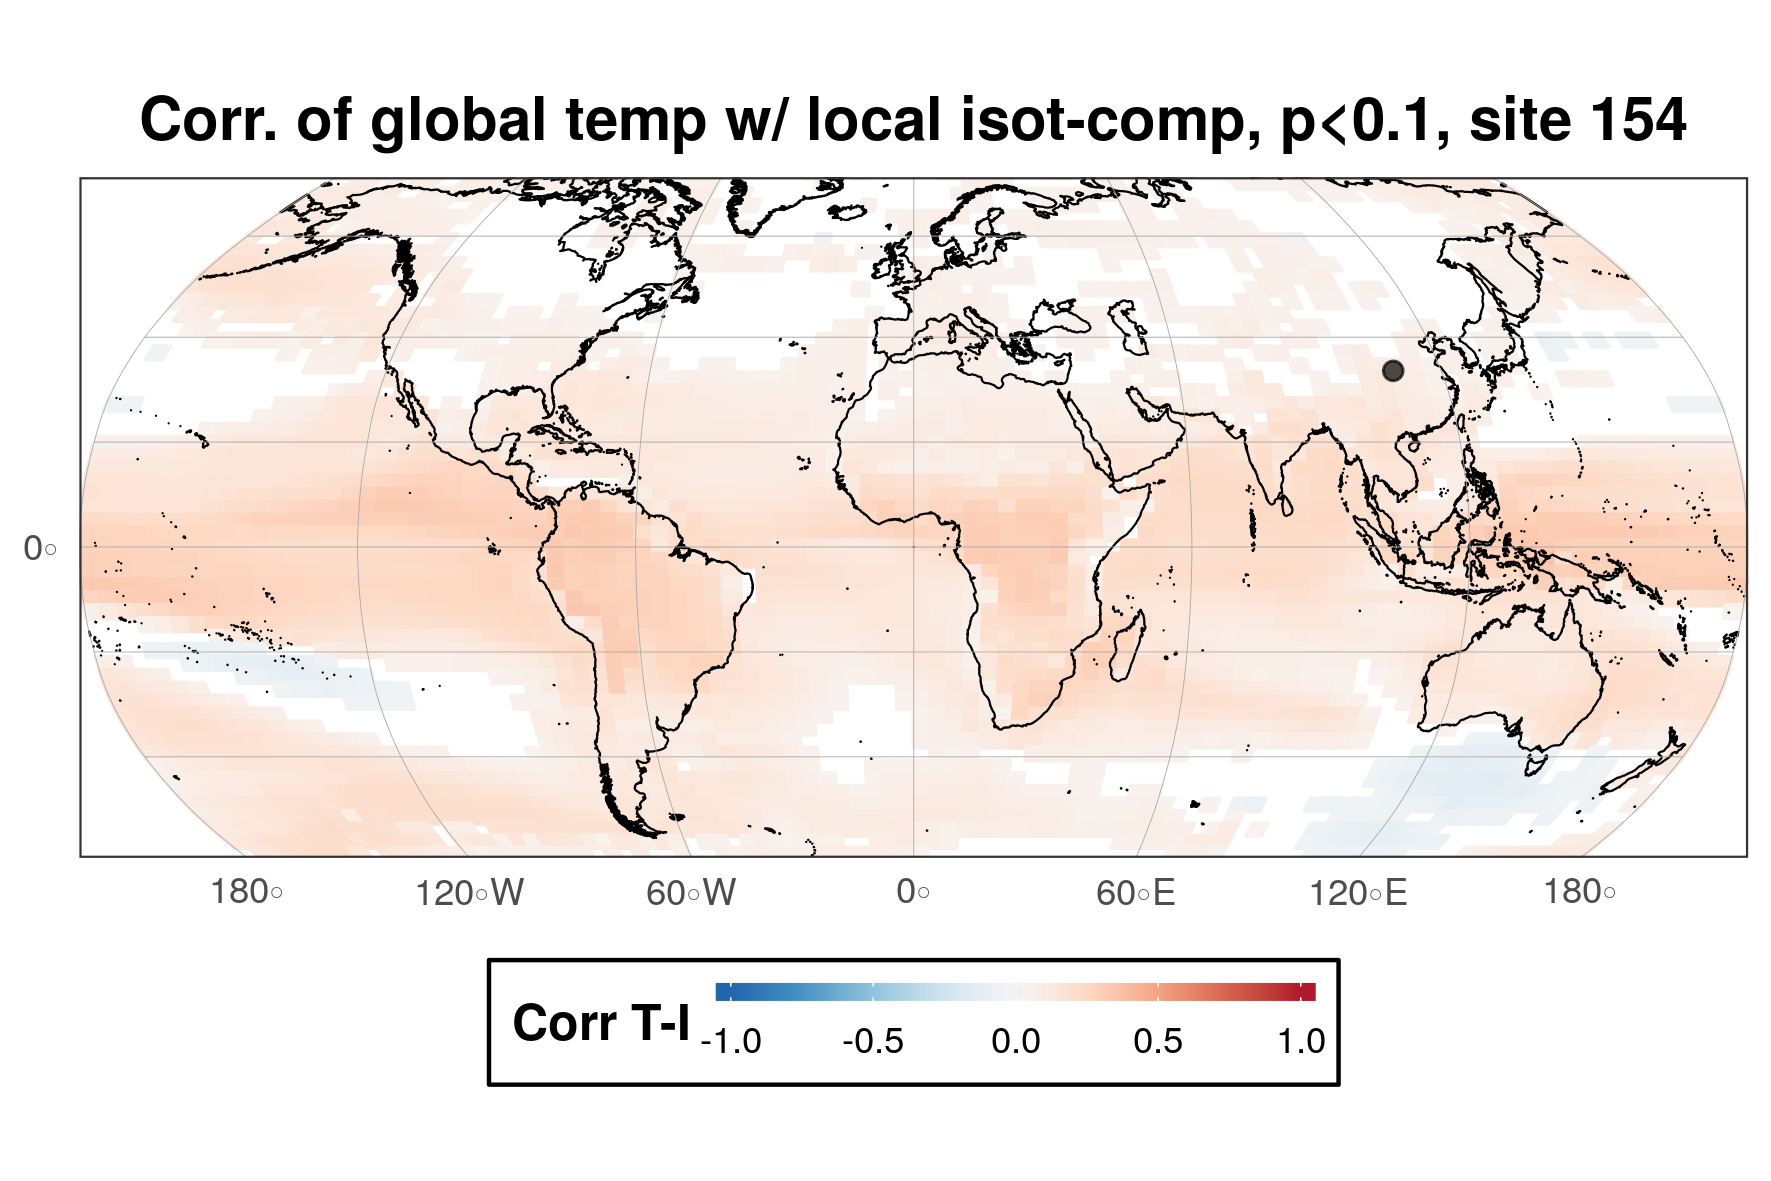 Corr. of global temp w/ local isot-comp, p<0.1, site 154
0°
180° 120°W 60°W 0° 60°E 120°E 180°
Corr T-I
-1.0 -0.5 0.0 0.5 1.0